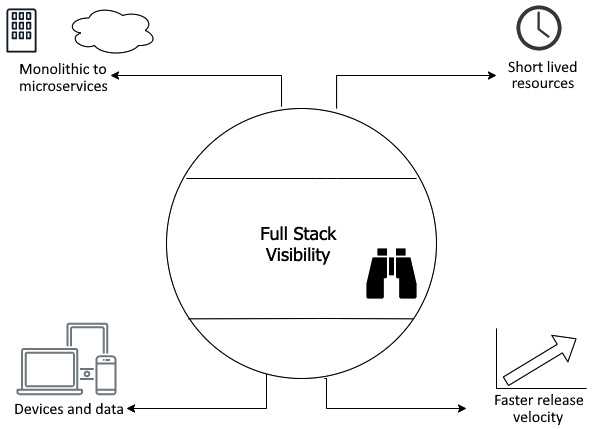 Monolithic to
microservices
Short lived
resources
Full Stack
Visibility
Devices and data
Faster release
velocity